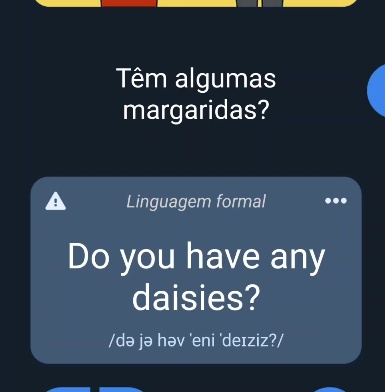 Têm algumas
margaridas?
Linguagem formal
Do you have any
daisies?
/də jə həv ˈeni ˈdeɪziz?/